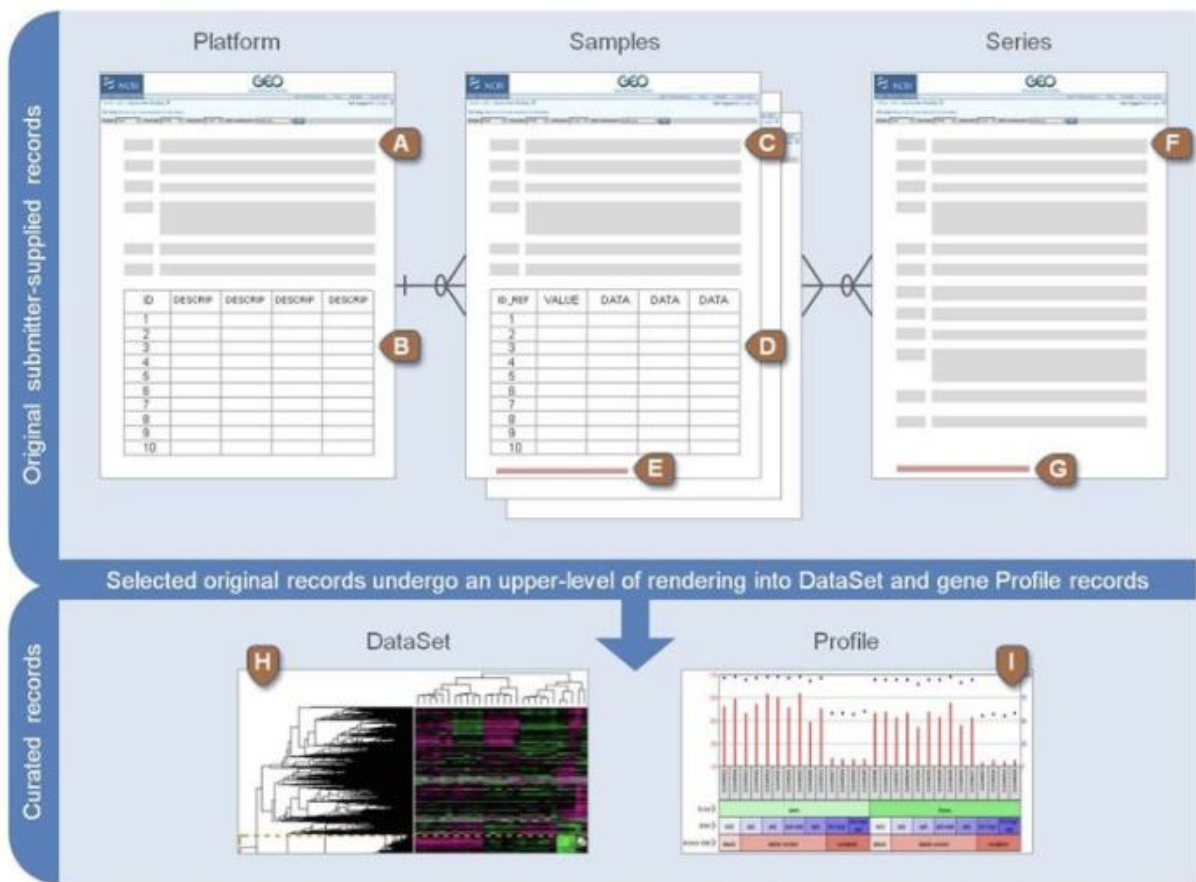 Original submitter-supplied records
Platform
Samples
Series
NCBI
GEO
NCBI
GEO
NCBI
GEO
A
C
F
ID DESCRIP DESCRIP DESCRIP DESCRIP
1
2
3
4
5
6
7
8
9
10
B
ID_REF VALUE DATA DATA DATA
1
2
3
4
5
6
7
8
9
10
D
E
G
Selected original records undergo an upper-level of rendering into DataSet and gene Profile records
Curated records
DataSet
Profile
H
I